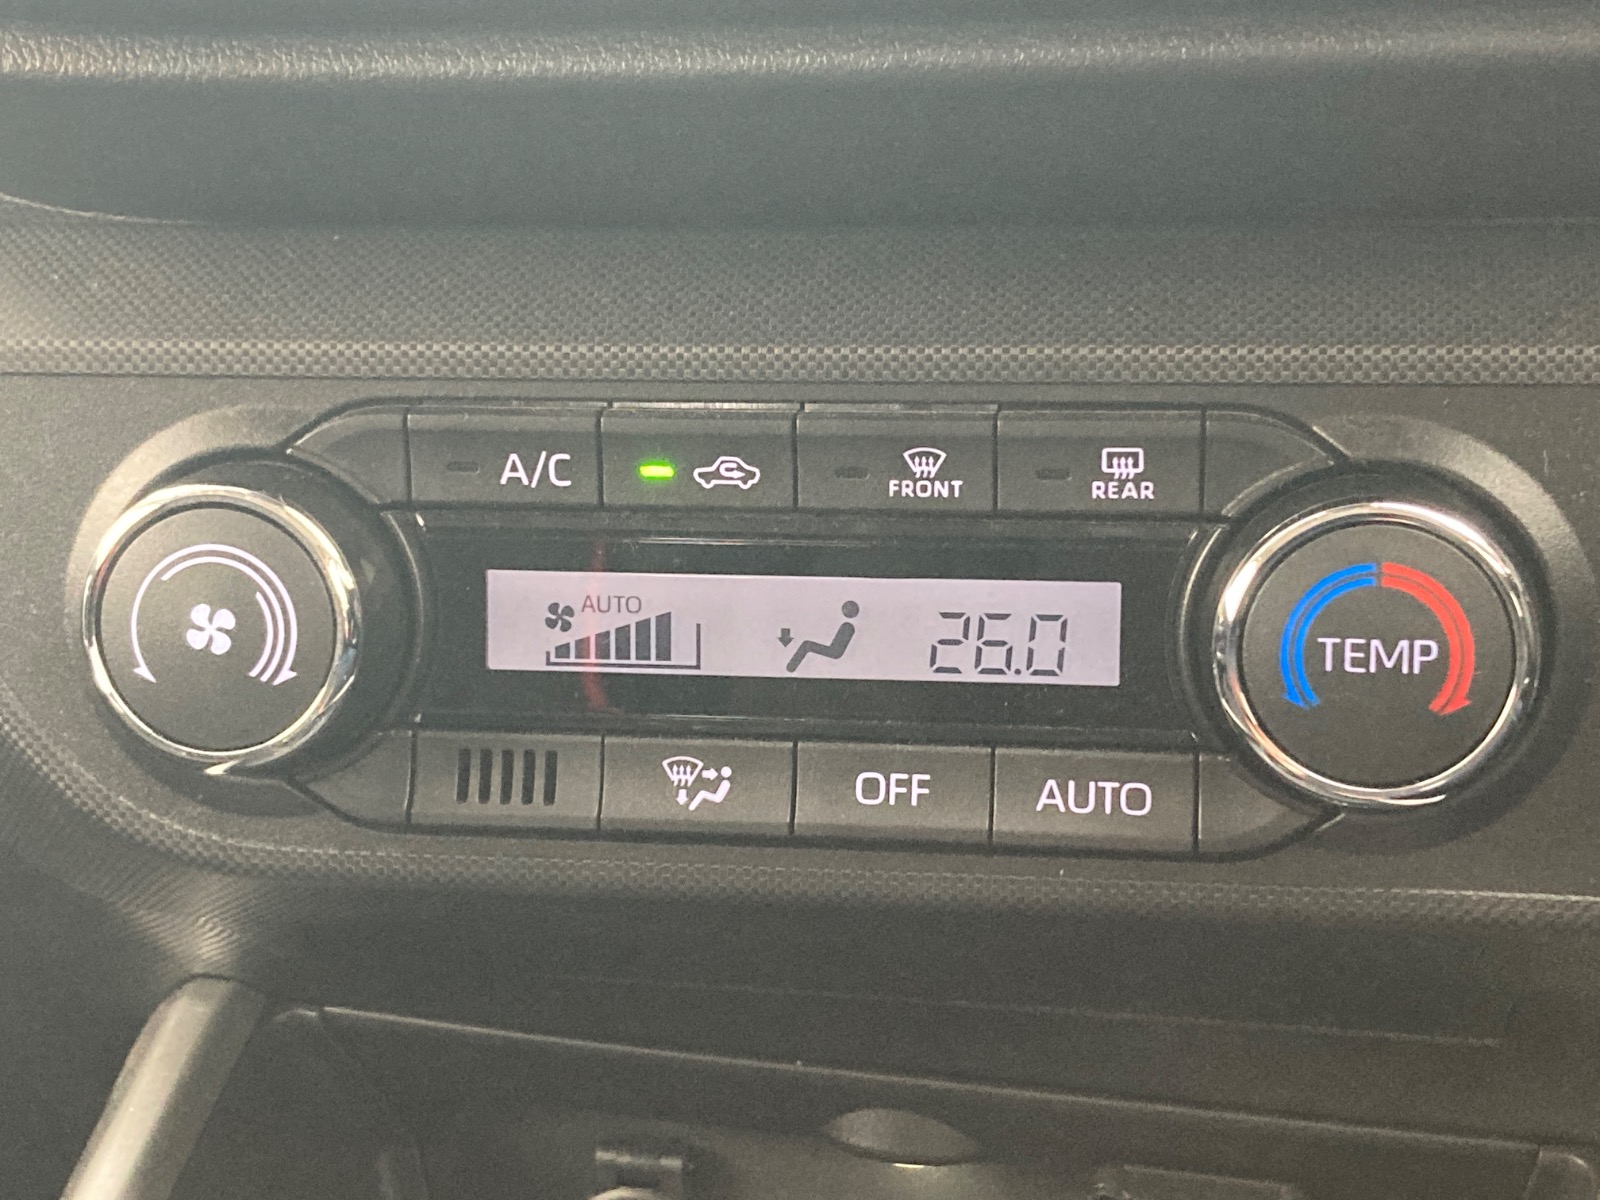 A/C
FRONT
REAR
AUTO
26.0
TEMP
OFF
AUTO